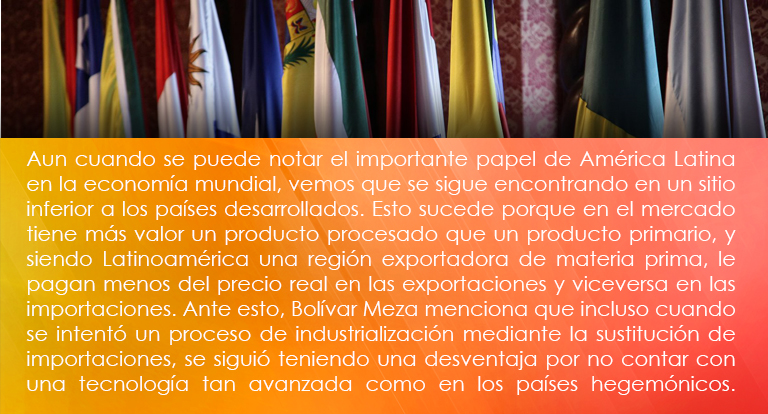 Aun cuando se puede notar el importante papel de América Latina
en la economía mundial, vemos que se sigue encontrando en un sitio
inferior a los países desarrollados. Esto sucede porque en el mercado
tiene más valor un producto procesado que un producto primario, y
siendo Latinoamérica una región exportadora de materia prima, le
pagan menos del precio real en las exportaciones y viceversa en las
importaciones. Ante esto, Bolívar Meza menciona que incluso cuando
se intentó un proceso de industrialización mediante la sustitución de
importaciones, se siguió teniendo una desventaja por no contar con
una tecnología tan avanzada como en los países hegemónicos.